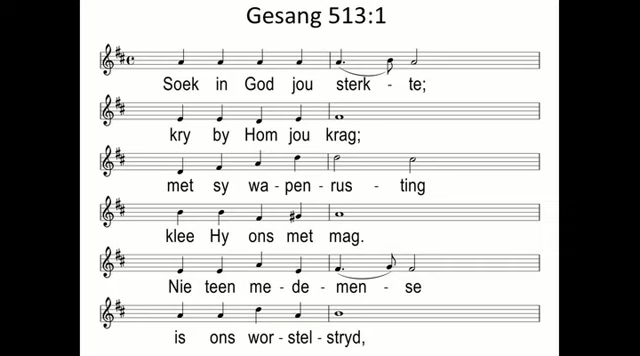 Gesang 513:1
Soek in God jou sterk - te;
kry by Hom jou krag;
met sy wa - pen - rus - ting
klee Hy ons met mag.
Nie teen me - de - men - se
is ons wor - stel - stryd,